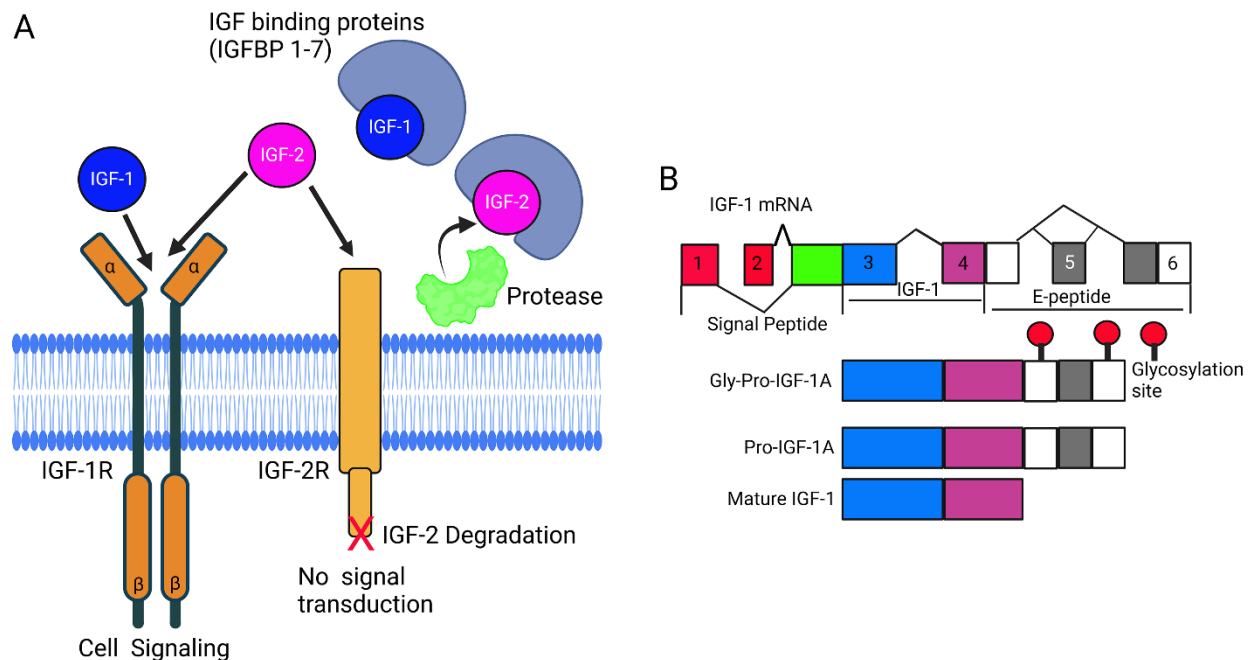 A
IGF binding proteins
(IGFBP 1-7)
IGF-1
IGF-2
IGF-1
IGF-2
α
α
Protease
IGF-1R
IGF-2R
β
β
IGF-2 Degradation
No signal
transduction
Cell Signaling
B
IGF-1 mRNA
1
2
3
4
5
6
IGF-1
E-peptide
Signal Peptide
Gly-Pro-IGF-1A
Glycosylation
site
Pro-IGF-1A
Mature IGF-1